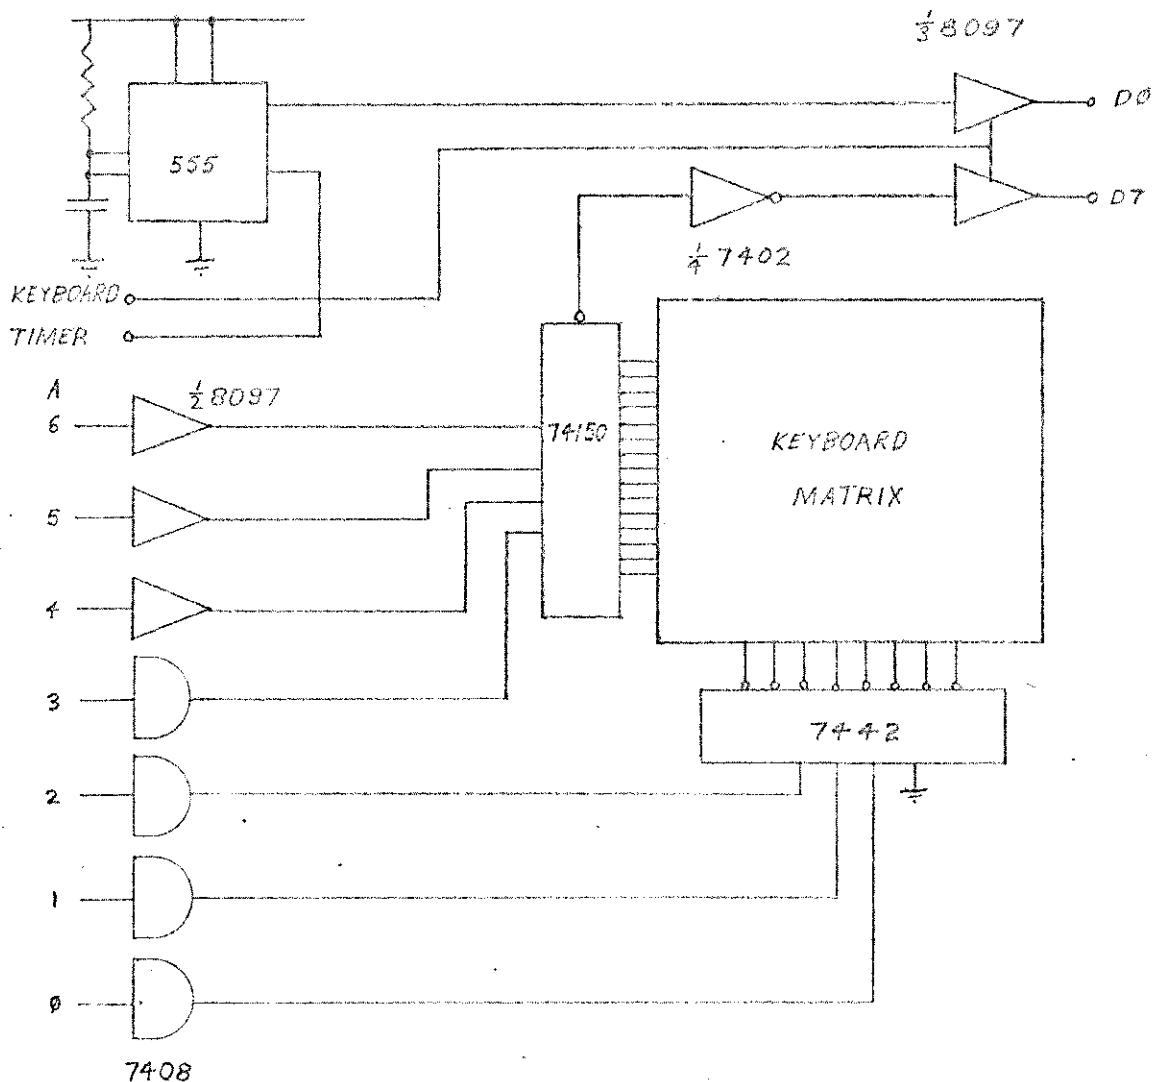 1/3 8097
D0
555
D7
1/4 7402
KEYBOARD
TIMER
A
1/2 8097
6
74150
KEYBOARD
MATRIX
5
4
3
7442
2
1
0
7408